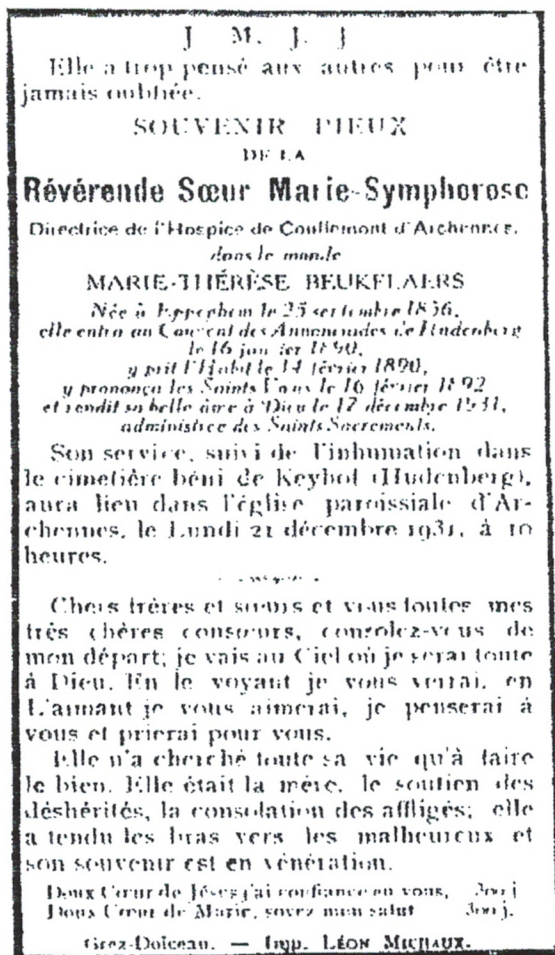 J. M. J. J
Elle a trop pensé aux autres pour être
jamais oubliée.
SOUVENIR PIEUX
DE LA
Révérende Sœur Marie-Symphorose
Directrice de l'Hospice de Couflemont d'Archennes,
dans le monde
MARIE-THÉRÈSE BEUKELAERS
Née à Epperhem le 25 septembre
elle entra au Couvent des Annonciades de Huldenberg
le 16 janvier 1890,
y prit l'Habit le 14 février 1890,
y prononça les Saints Vœux le 16 février 1892
et rendit sa belle âme à Dieu le 17 décembre 1931,
administrée des Saints Sacrements.
Son service, suivi de l'inhumation dans
le cimetière béni de Keyhof (Huldenberg),
aura lieu dans l'église paroissiale d'Ar-
chennes, le Lundi 21 décembre 1931, à 10
heures.
Chers frères et sœurs et vous toutes mes
très chères consœurs, consolez-vous de
mon départ; je vais au Ciel où je serai toute
à Dieu. En le voyant je vous verrai, en
L'aimant je vous aimerai, je penserai à
vous et prierai pour vous.
Elle n'a cherché toute sa vie qu'à faire
le bien. Elle était la mère, le soutien des
déshérités, la consolation des affligés; elle
a tendu les bras vers les malheureux et
son souvenir est en vénération.
Doux Cœur de Jésus j'ai confiance en vous, 300 j
Doux Cœur de Marie, soyez mon salut 300 j.
Grez-Doiceau. — Imp. LÉON MICHAUX.